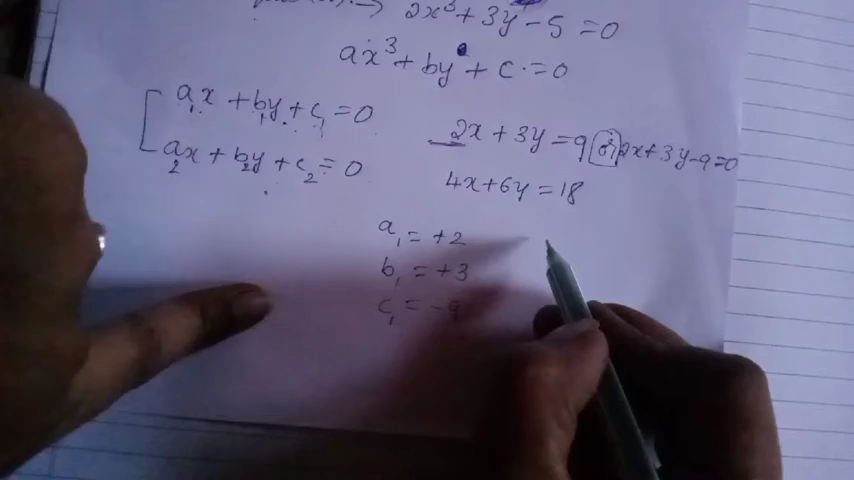 2x³ + 3y - 5 = 0
ax³ + by + c = 0
a₁x + b₁y + c₁ = 0
a₂x + b₂y + c₂ = 0
2x + 3y = 9 or 2x + 3y - 9 = 0
4x + 6y = 18
a₁ = +2
b₁ = +3
c₁ = -9